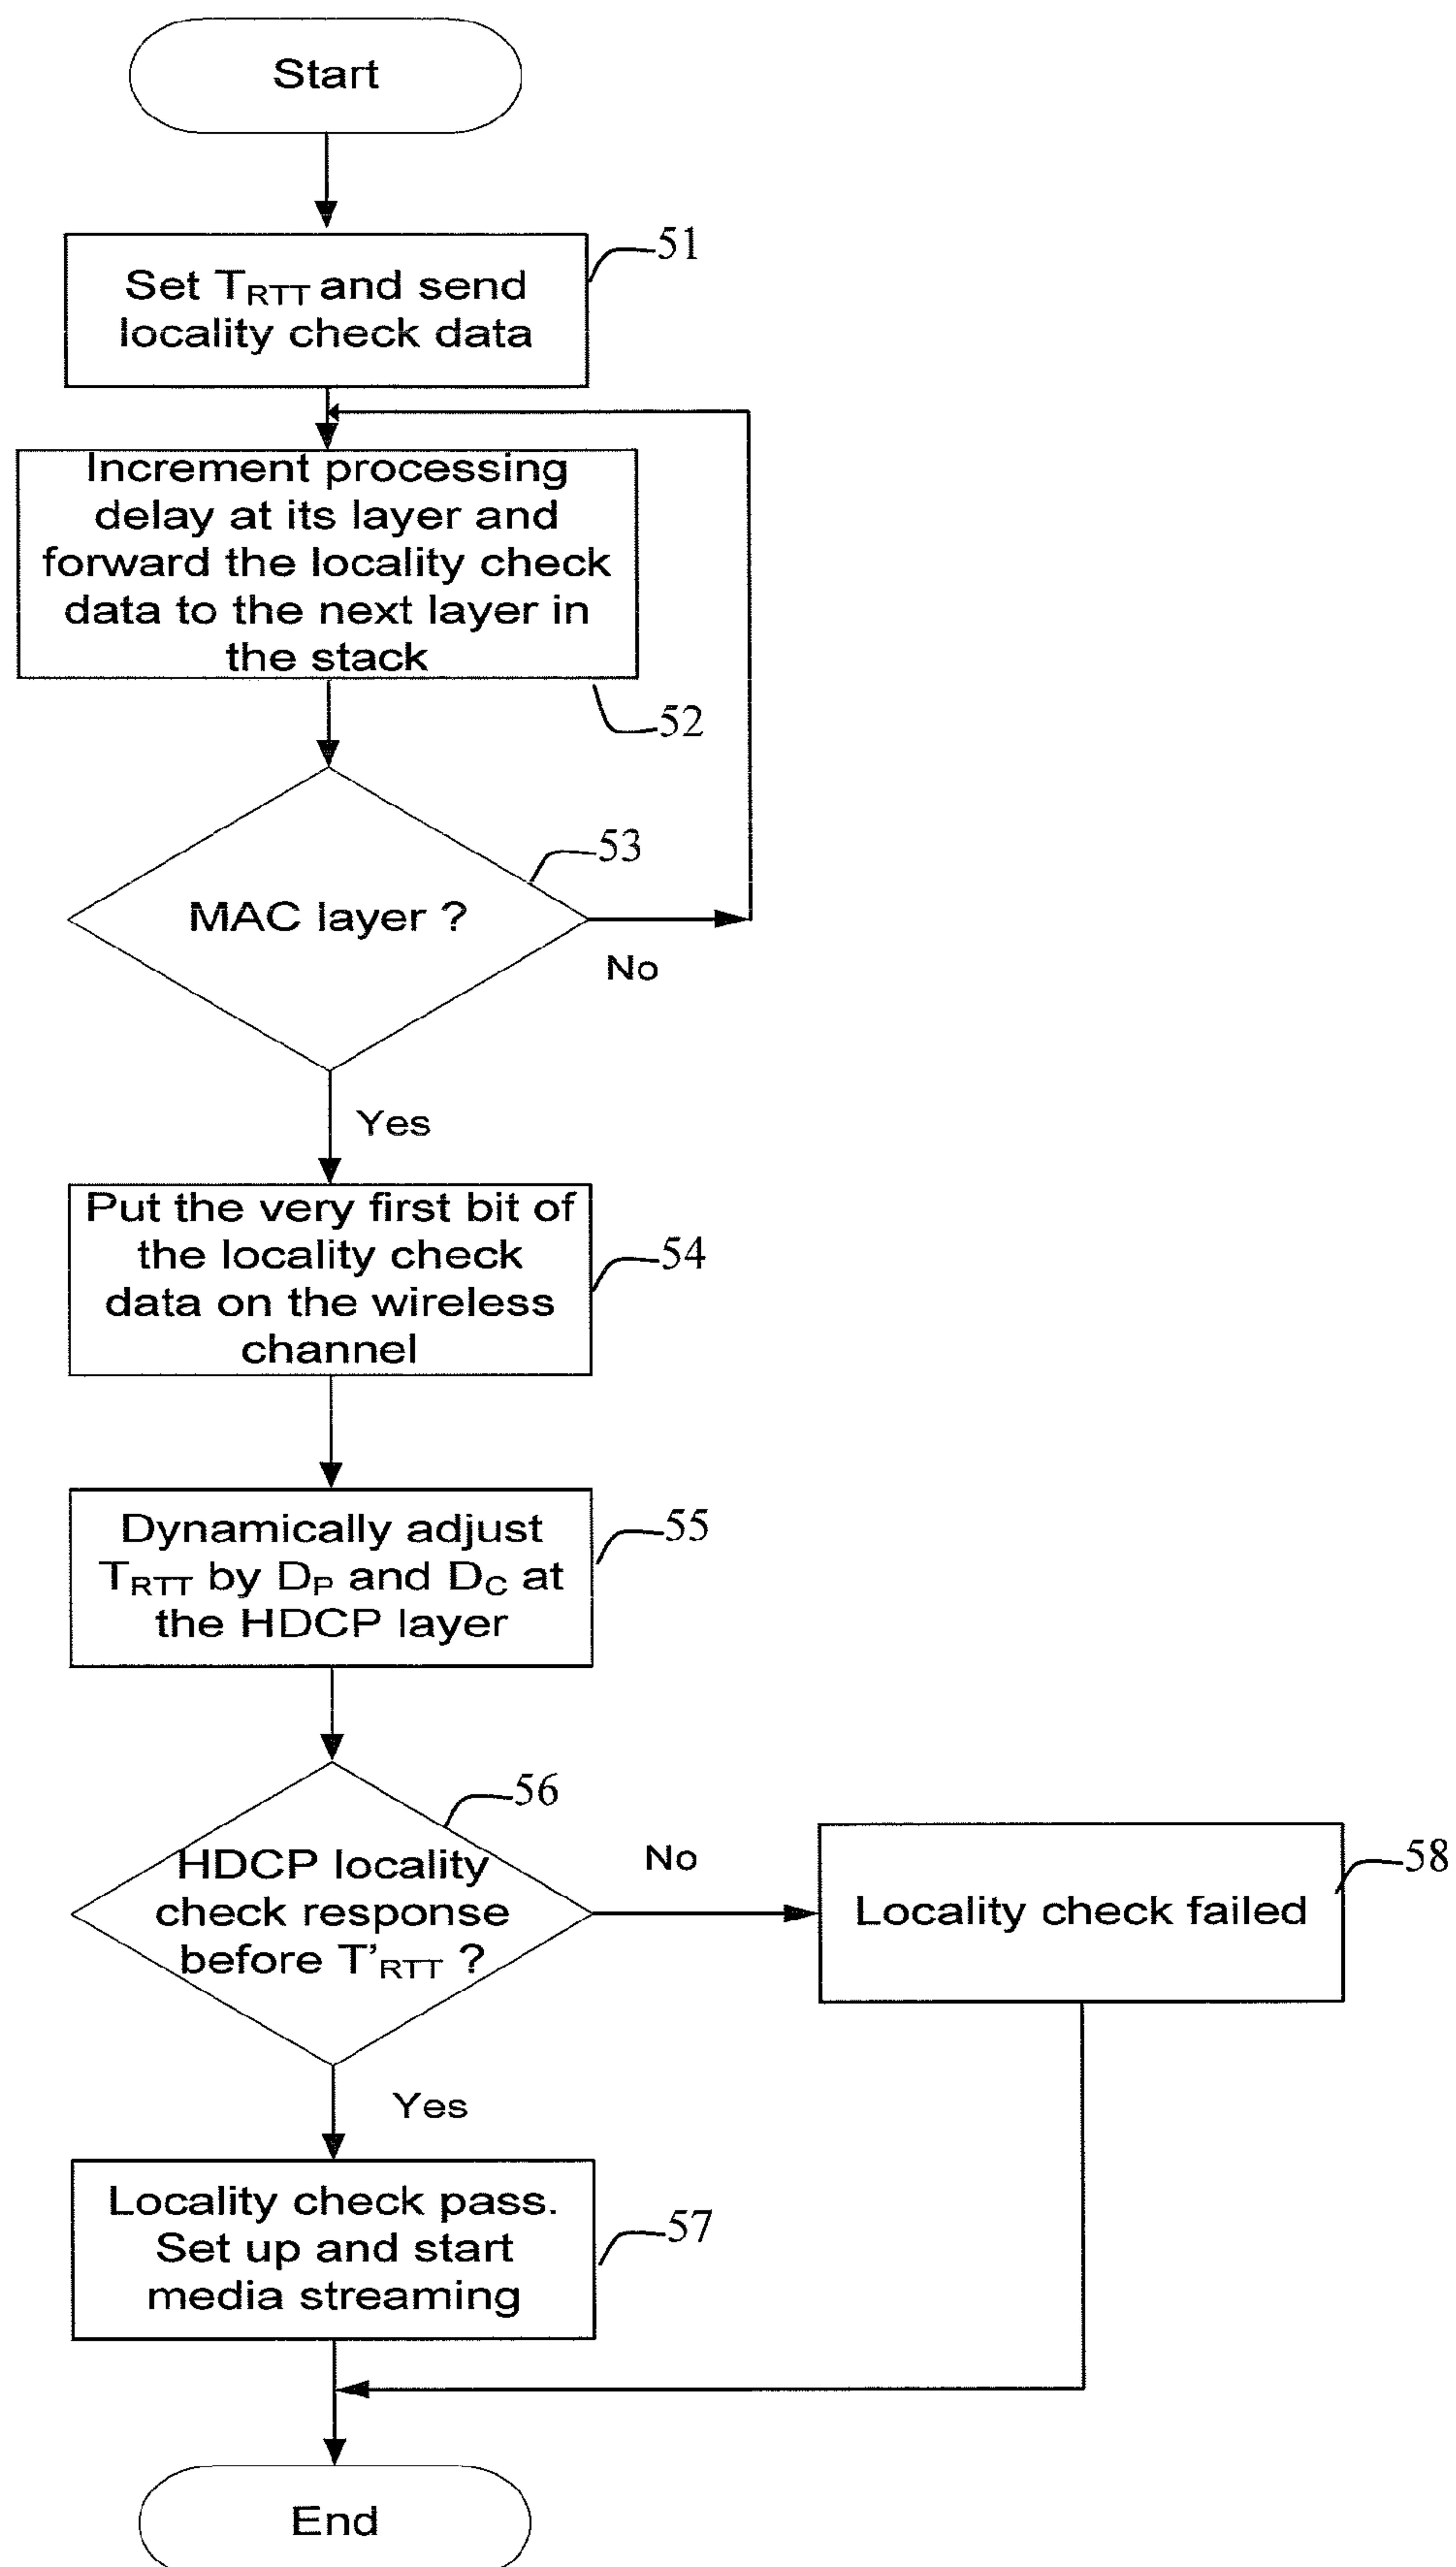 Start
51
Set TRTT and send
locality check data
Increment processing
delay at its layer and
forward the locality check
data to the next layer in
the stack
52
53
MAC layer ?
No
Yes
Put the very first bit of
the locality check
data on the wireless
channel
54
Dynamically adjust
TRTT by DP and DC at
the HDCP layer
55
56
HDCP locality
check response
before T’RTT ?
No
58
Locality check failed
Yes
Locality check pass.
Set up and start
media streaming
57
End